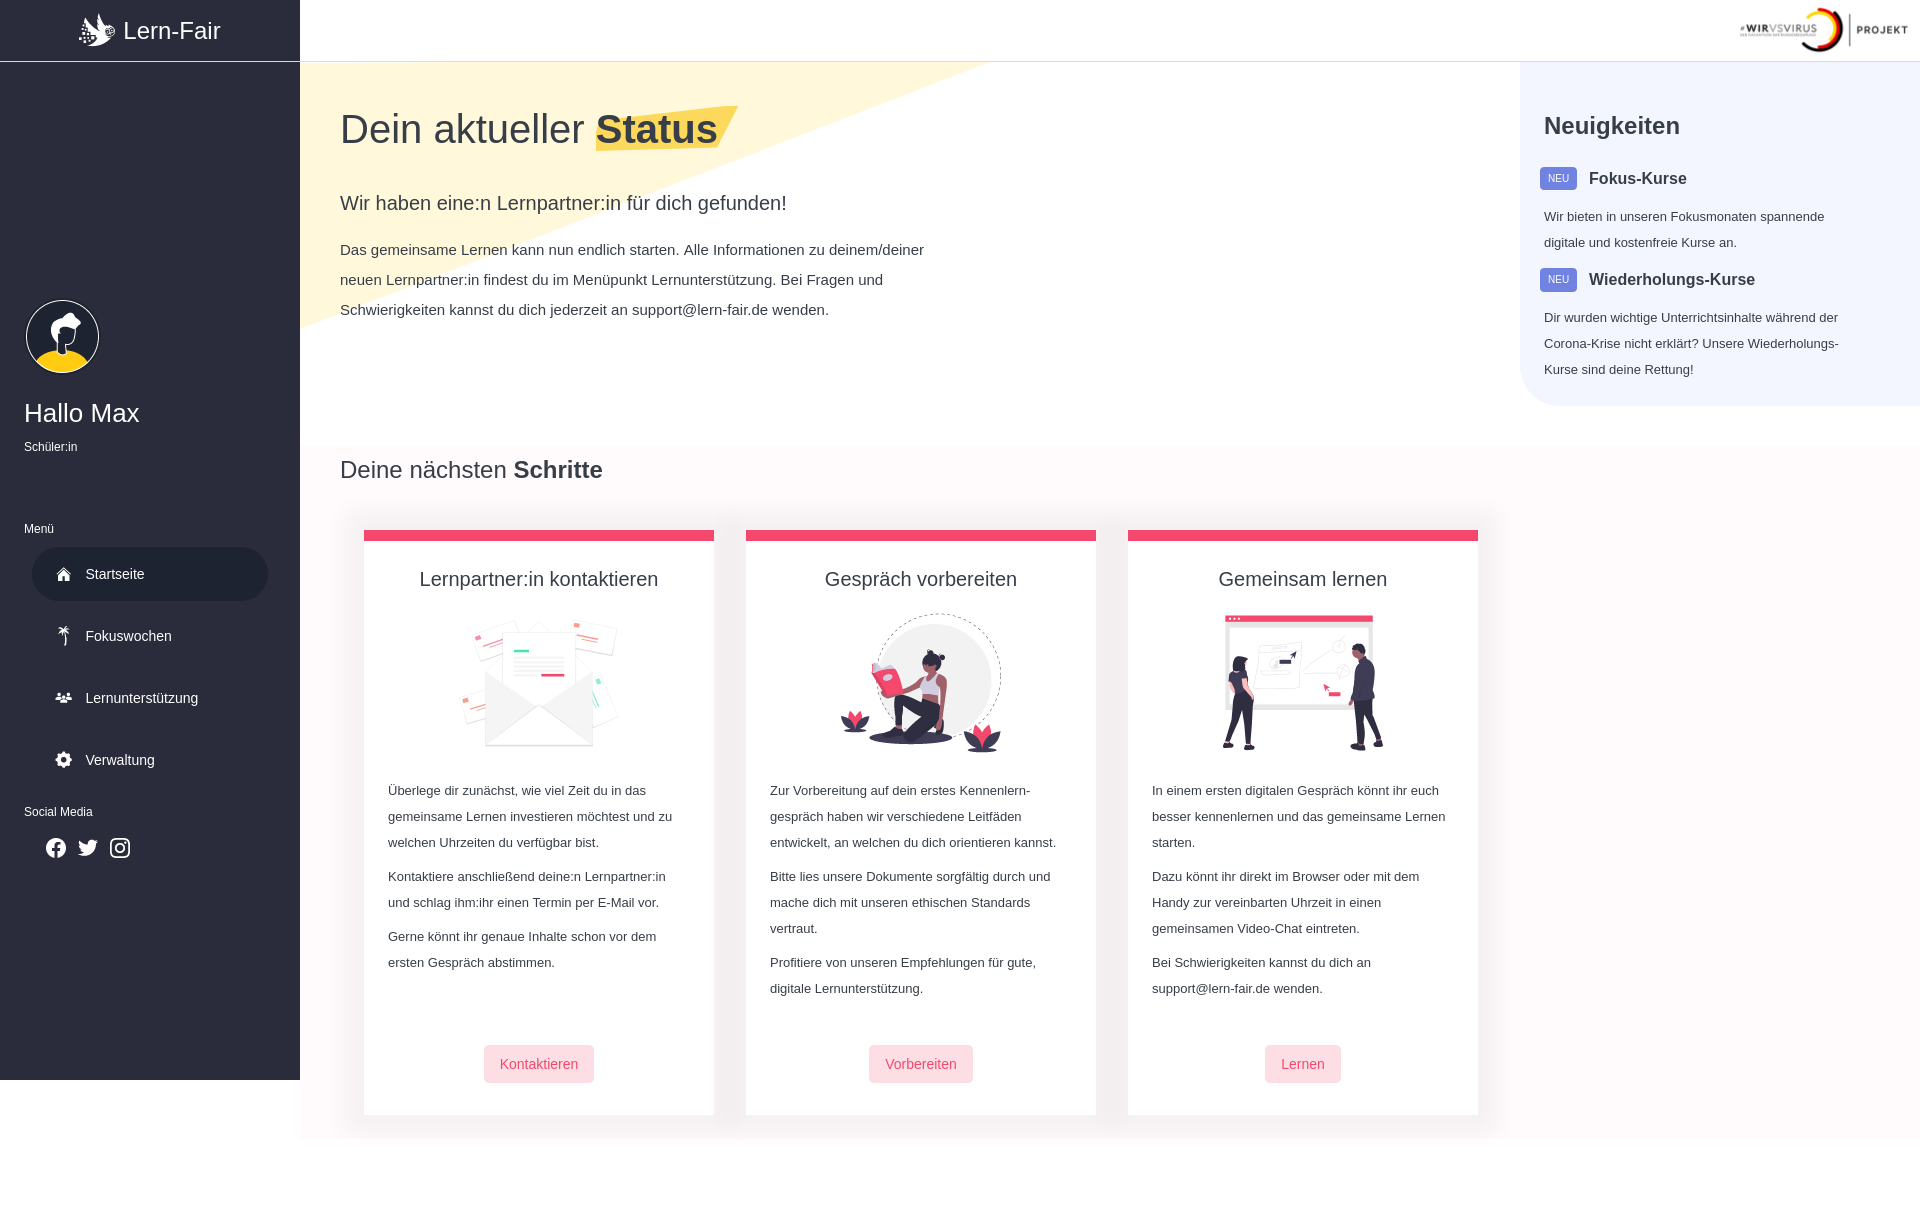 Lern-Fair
#WIRVSVIRUS
PROJEKT
Hallo Max
Schüler:in
Menü
Startseite
Fokuswochen
Lernunterstützung
Verwaltung
Social Media
Dein aktueller Status
Wir haben eine:n Lernpartner:in für dich gefunden!
Das gemeinsame Lernen kann nun endlich starten. Alle Informationen zu deinem/deiner
neuen Lernpartner:in findest du im Menüpunkt Lernunterstützung. Bei Fragen und
Schwierigkeiten kannst du dich jederzeit an support@lern-fair.de wenden.
Neuigkeiten
NEU Fokus-Kurse
Wir bieten in unseren Fokusmonaten spannende
digitale und kostenfreie Kurse an.
NEU Wiederholungs-Kurse
Dir wurden wichtige Unterrichtsinhalte während der
Corona-Krise nicht erklärt? Unsere Wiederholungs-
Kurse sind deine Rettung!
Deine nächsten Schritte
Lernpartner:in kontaktieren
Überlege dir zunächst, wie viel Zeit du in das
gemeinsame Lernen investieren möchtest und zu
welchen Uhrzeiten du verfügbar bist.
Kontaktiere anschließend deine:n Lernpartner:in
und schlag ihm:ihr einen Termin per E-Mail vor.
Gerne könnt ihr genaue Inhalte schon vor dem
ersten Gespräch abstimmen.
Kontaktieren
Gespräch vorbereiten
Zur Vorbereitung auf dein erstes Kennenlern-
gespräch haben wir verschiedene Leitfäden
entwickelt, an welchen du dich orientieren kannst.
Bitte lies unsere Dokumente sorgfältig durch und
mache dich mit unseren ethischen Standards
vertraut.
Profitiere von unseren Empfehlungen für gute,
digitale Lernunterstützung.
Vorbereiten
Gemeinsam lernen
In einem ersten digitalen Gespräch könnt ihr euch
besser kennenlernen und das gemeinsame Lernen
starten.
Dazu könnt ihr direkt im Browser oder mit dem
Handy zur vereinbarten Uhrzeit in einen
gemeinsamen Video-Chat eintreten.
Bei Schwierigkeiten kannst du dich an
support@lern-fair.de wenden.
Lernen